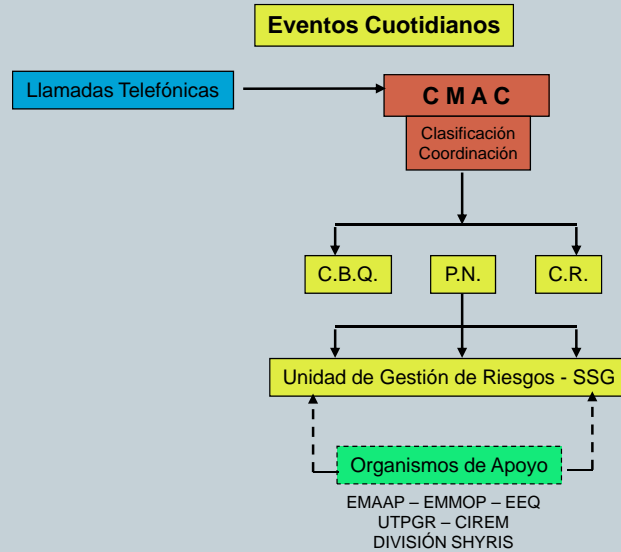 Eventos Cuotidianos
Llamadas Telefónicas
C M A C
Clasificación
Coordinación
C.B.Q.
P.N.
C.R.
Unidad de Gestión de Riesgos - SSG
Organismos de Apoyo
EMAAP – EMMOP – EEQ
UTPGR – CIREM
DIVISIÓN SHYRIS